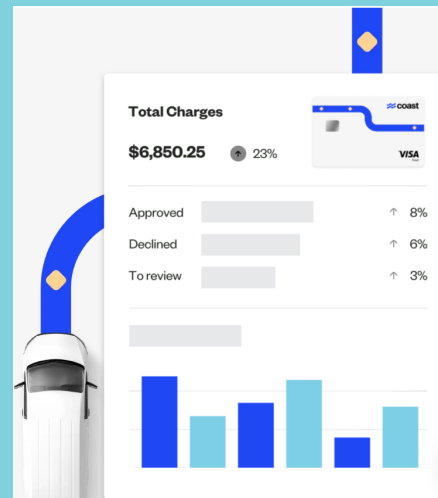 Total Charges
coast
$6,850.25 ↑ 23%
VISA
Approved ↑ 8%
Declined ↑ 6%
To review ↑ 3%